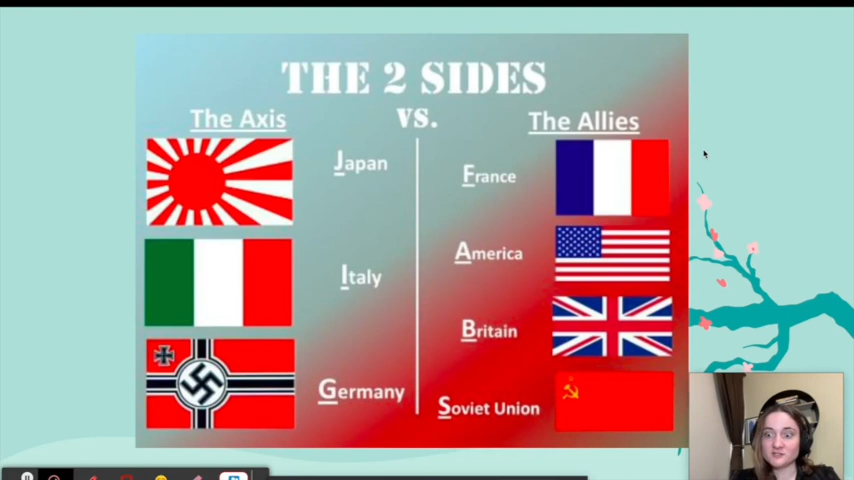 THE 2 SIDES
VS.
The Axis
The Allies
Japan
Italy
Germany
France
America
Britain
Soviet Union